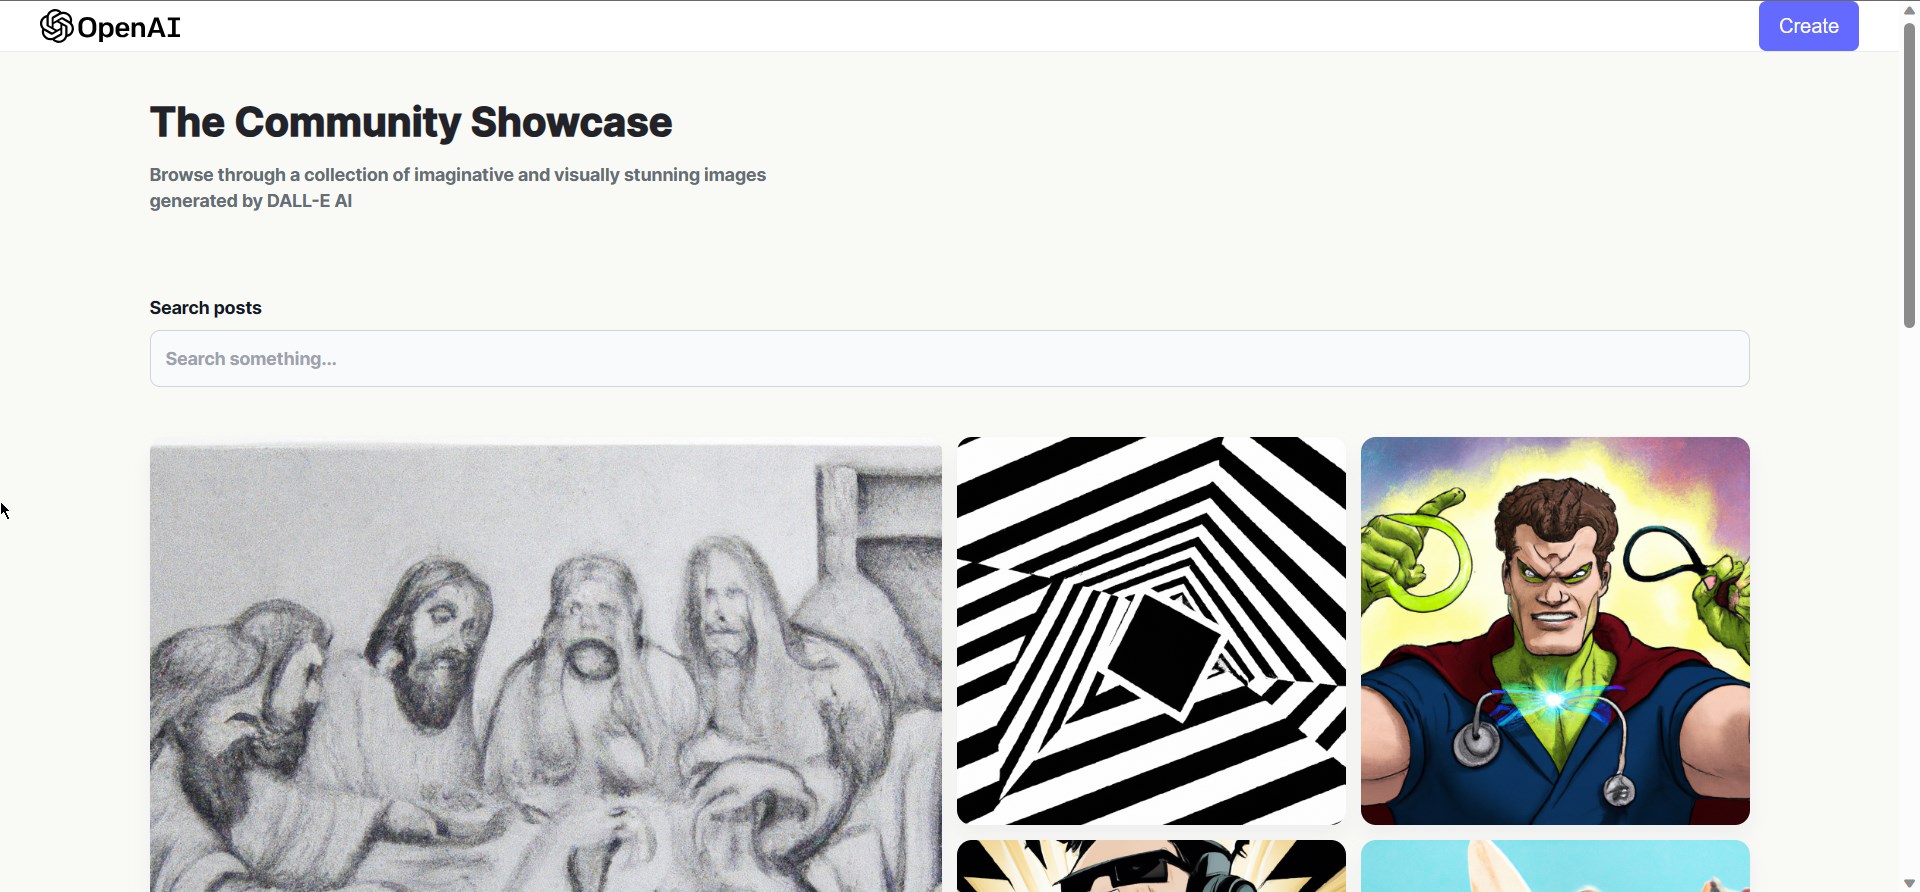 OpenAI
Create
The Community Showcase
Browse through a collection of imaginative and visually stunning images
generated by DALL-E AI
Search posts
Search something...